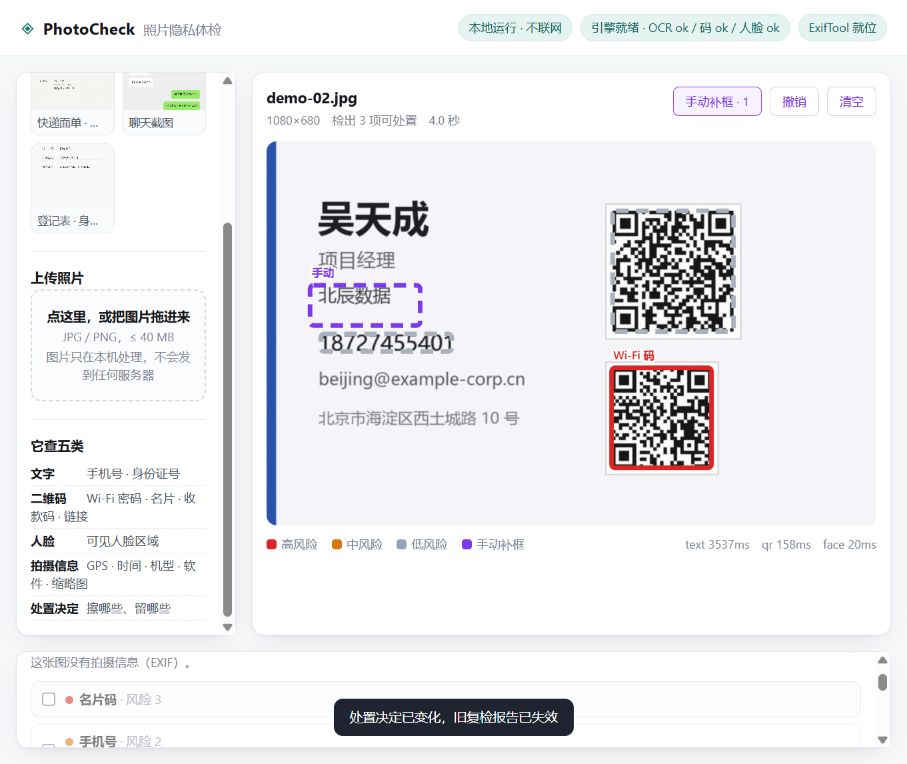 PhotoCheck 照片隐私体检
本地运行 · 不联网
引擎就绪 · OCR ok / 码 ok / 人脸 ok
ExifTool 就位
快递面单 · ...
聊天截图
登记表 · 身...
上传照片
点这里，或把图片拖进来
JPG / PNG，≤ 40 MB
图片只在本机处理，不会发
到任何服务器
它查五类
文字 手机号 · 身份证号
二维码 Wi-Fi 密码 · 名片 · 收
款码 · 链接
人脸 可见人脸区域
拍摄信息 GPS · 时间 · 机型 · 软
件 · 缩略图
处置决定 擦哪些、留哪些
demo-02.jpg
1080×680 检出 3 项可处置 4.0 秒
手动补框 · 1
撤销
清空
吴天成
项目经理
手动
北辰数据
18727455401
beijing@example-corp.cn
北京市海淀区西土城路 10 号
Wi-Fi 码
高风险 中风险 低风险 手动补框
text 3537ms qr 158ms face 20ms
这张图没有拍摄信息（EXIF）。
名片码 · 风险 3
手机号 · 风险 2
处置决定已变化，旧复检报告已失效